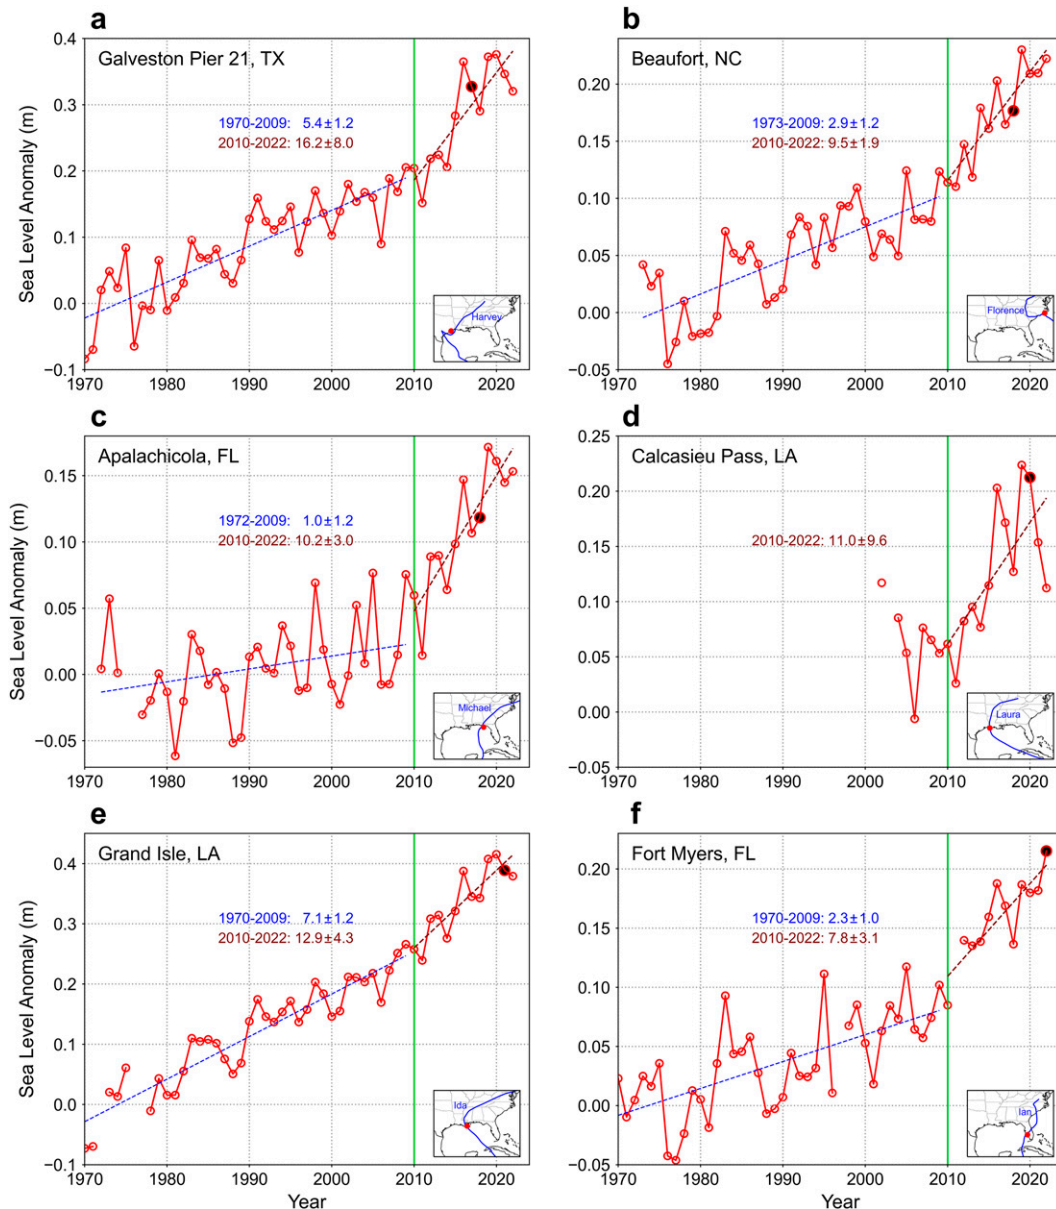 a
Galveston Pier 21, TX
1970-2009: 5.4±1.2
2010-2022: 16.2±8.0
Harvey
Sea Level Anomaly (m)
0.4
0.3
0.2
0.1
0.0
−0.1
1970 1980 1990 2000 2010 2020
b
Beaufort, NC
1973-2009: 2.9±1.2
2010-2022: 9.5±1.9
Florence
0.20
0.15
0.10
0.05
0.00
−0.05
1970 1980 1990 2000 2010 2020
c
Apalachicola, FL
1972-2009: 1.0±1.2
2010-2022: 10.2±3.0
Michael
Sea Level Anomaly (m)
0.15
0.10
0.05
0.00
−0.05
1970 1980 1990 2000 2010 2020
d
Calcasieu Pass, LA
2010-2022: 11.0±9.6
Laura
0.25
0.20
0.15
0.10
0.05
0.00
−0.05
1970 1980 1990 2000 2010 2020
e
Grand Isle, LA
1970-2009: 7.1±1.2
2010-2022: 12.9±4.3
Ida
Sea Level Anomaly (m)
0.4
0.3
0.2
0.1
0.0
−0.1
1970 1980 1990 2000 2010 2020
Year
f
Fort Myers, FL
1970-2009: 2.3±1.0
2010-2022: 7.8±3.1
Ian
0.20
0.15
0.10
0.05
0.00
−0.05
1970 1980 1990 2000 2010 2020
Year